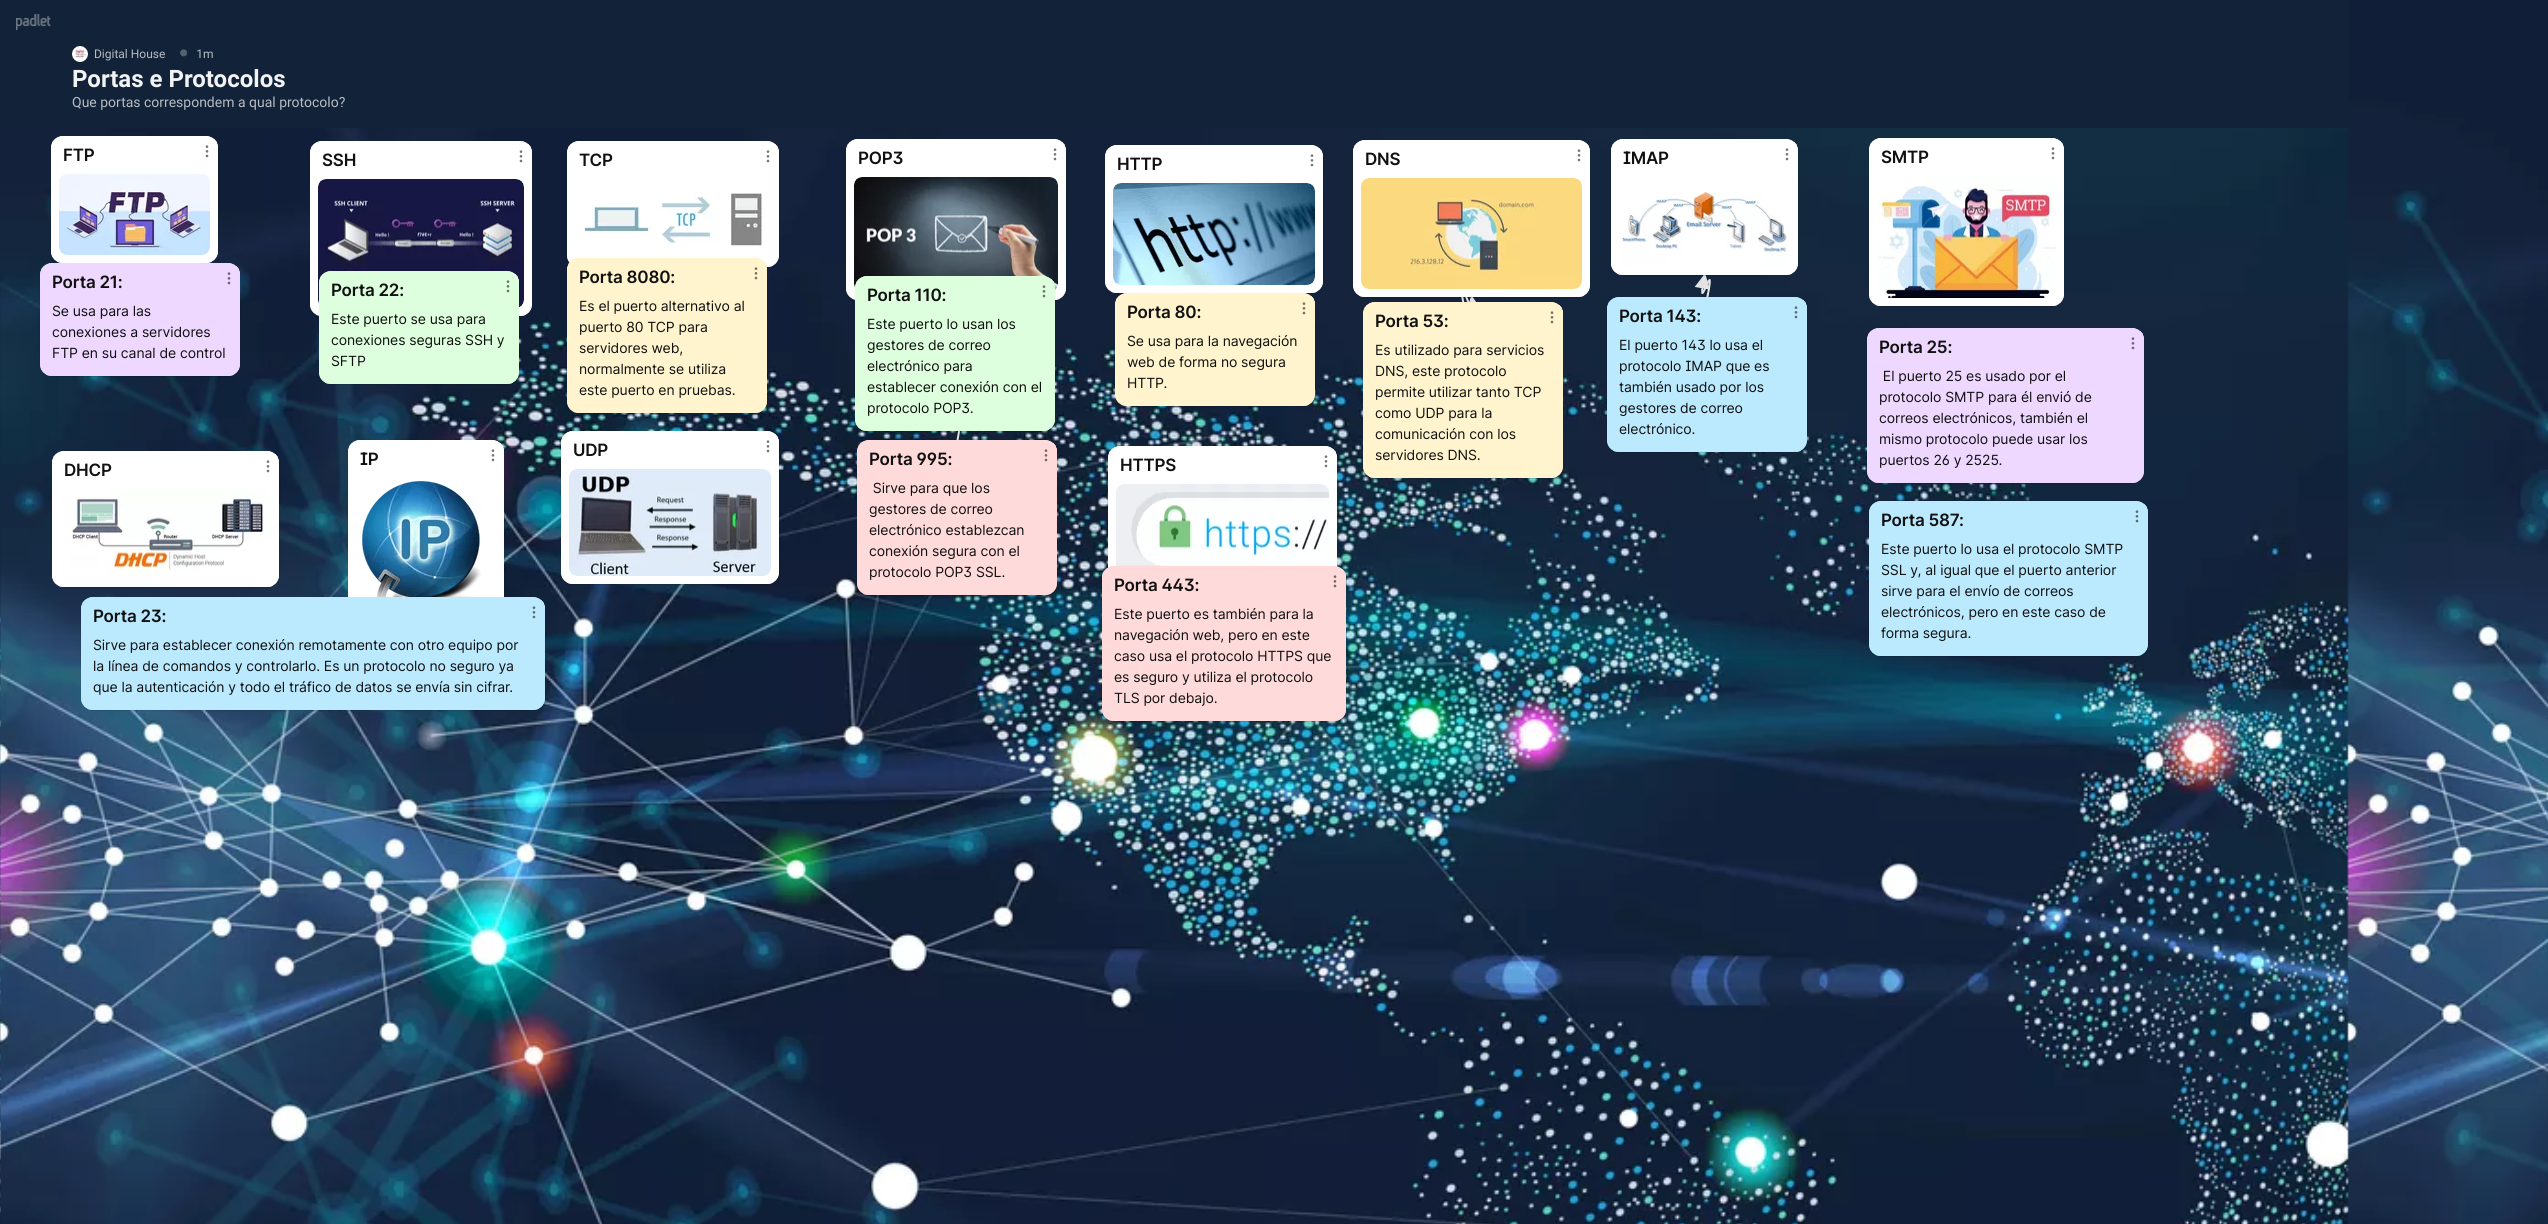 padlet
Digital House • 1m
Portas e Protocolos
Que portas correspondem a qual protocolo?
FTP
FTP
Porta 21:
Se usa para las
conexiones a servidores
FTP en su canal de control
SSH
SSH CLIENT
SSH SERVER
Porta 22:
Este puerto se usa para
conexiones seguras SSH y
SFTP
TCP
TCP
Porta 8080:
Es el puerto alternativo al
puerto 80 TCP para
servidores web,
normalmente se utiliza
este puerto en pruebas.
POP3
POP 3
Porta 110:
Este puerto lo usan los
gestores de correo
electrónico para
establecer conexión con el
protocolo POP3.
HTTP
http://www
Porta 80:
Se usa para la navegación
web de forma no segura
HTTP.
DNS
domain.com
216.3.128.12
Porta 53:
Es utilizado para servicios
DNS, este protocolo
permite utilizar tanto TCP
como UDP para la
comunicación con los
servidores DNS.
IMAP
Email Server
Porta 143:
El puerto 143 lo usa el
protocolo IMAP que es
también usado por los
gestores de correo
electrónico.
SMTP
SMTP
Porta 25:
El puerto 25 es usado por el
protocolo SMTP para él envió de
correos electrónicos, también el
mismo protocolo puede usar los
puertos 26 y 2525.
DHCP
DHCP Client
Router
DHCP Server
DHCP
Dynamic Host
Configuration Protocol
IP
IP
Porta 23:
Sirve para establecer conexión remotamente con otro equipo por
la línea de comandos y controlarlo. Es un protocolo no seguro ya
que la autenticación y todo el tráfico de datos se envía sin cifrar.
UDP
UDP
Request
Response
Response
Client
Server
Porta 995:
Sirve para que los
gestores de correo
electrónico establezcan
conexión segura con el
protocolo POP3 SSL.
HTTPS
https://
Porta 443:
Este puerto es también para la
navegación web, pero en este
caso usa el protocolo HTTPS que
es seguro y utiliza el protocolo
TLS por debajo.
Porta 587:
Este puerto lo usa el protocolo SMTP
SSL y, al igual que el puerto anterior
sirve para el envío de correos
electrónicos, pero en este caso de
forma segura.